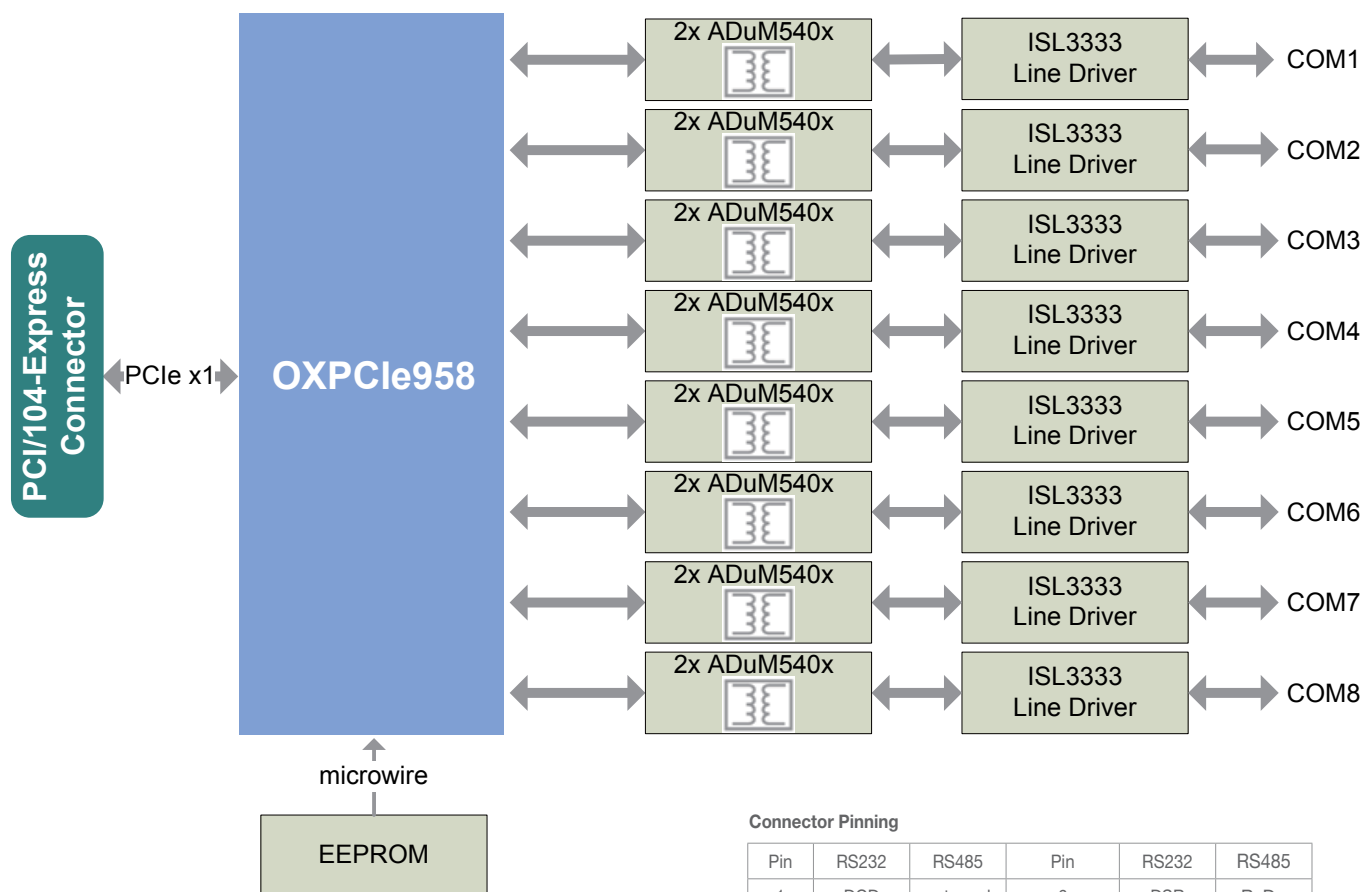 PCI/104-Express
Connector
PCIe x1
OXPCIe958
2x ADuM540x
ISL3333
Line Driver
COM1
2x ADuM540x
ISL3333
Line Driver
COM2
2x ADuM540x
ISL3333
Line Driver
COM3
2x ADuM540x
ISL3333
Line Driver
COM4
2x ADuM540x
ISL3333
Line Driver
COM5
2x ADuM540x
ISL3333
Line Driver
COM6
2x ADuM540x
ISL3333
Line Driver
COM7
2x ADuM540x
ISL3333
Line Driver
COM8
microwire
EEPROM
Connector Pinning
Pin RS232 RS485 Pin RS232 RS485